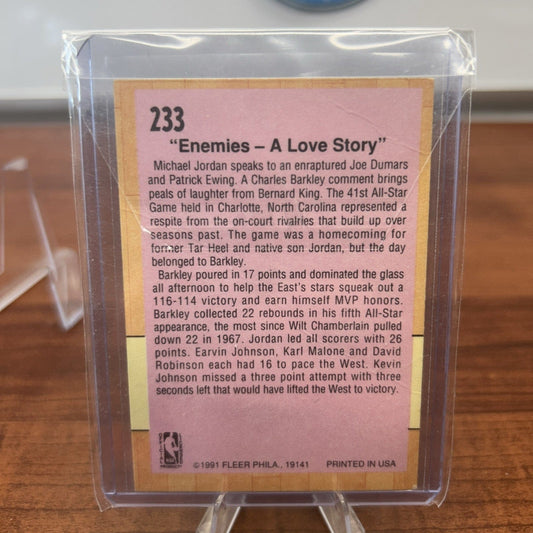 233
"Enemies – A Love Story"
Michael Jordan speaks to an enraptured Joe Dumars
and Patrick Ewing. A Charles Barkley comment brings
peals of laughter from Bernard King. The 41st All-Star
Game held in Charlotte, North Carolina represented a
respite from the on-court rivalries that build up over
seasons past. The game was a homecoming for
former Tar Heel and native son Jordan, but the day
belonged to Barkley.
Barkley poured in 17 points and dominated the glass
all afternoon to help the East's stars squeak out a
116-114 victory and earn himself MVP honors.
Barkley collected 22 rebounds in his fifth All-Star
appearance, the most since Wilt Chamberlain pulled
down 22 in 1967. Jordan led all scorers with 26
points. Earvin Johnson, Karl Malone and David
Robinson each had 16 to pace the West. Kevin
Johnson missed a three point attempt with three
seconds left that would have lifted the West to victory.
©1991 FLEER PHILA., 19141 PRINTED IN USA